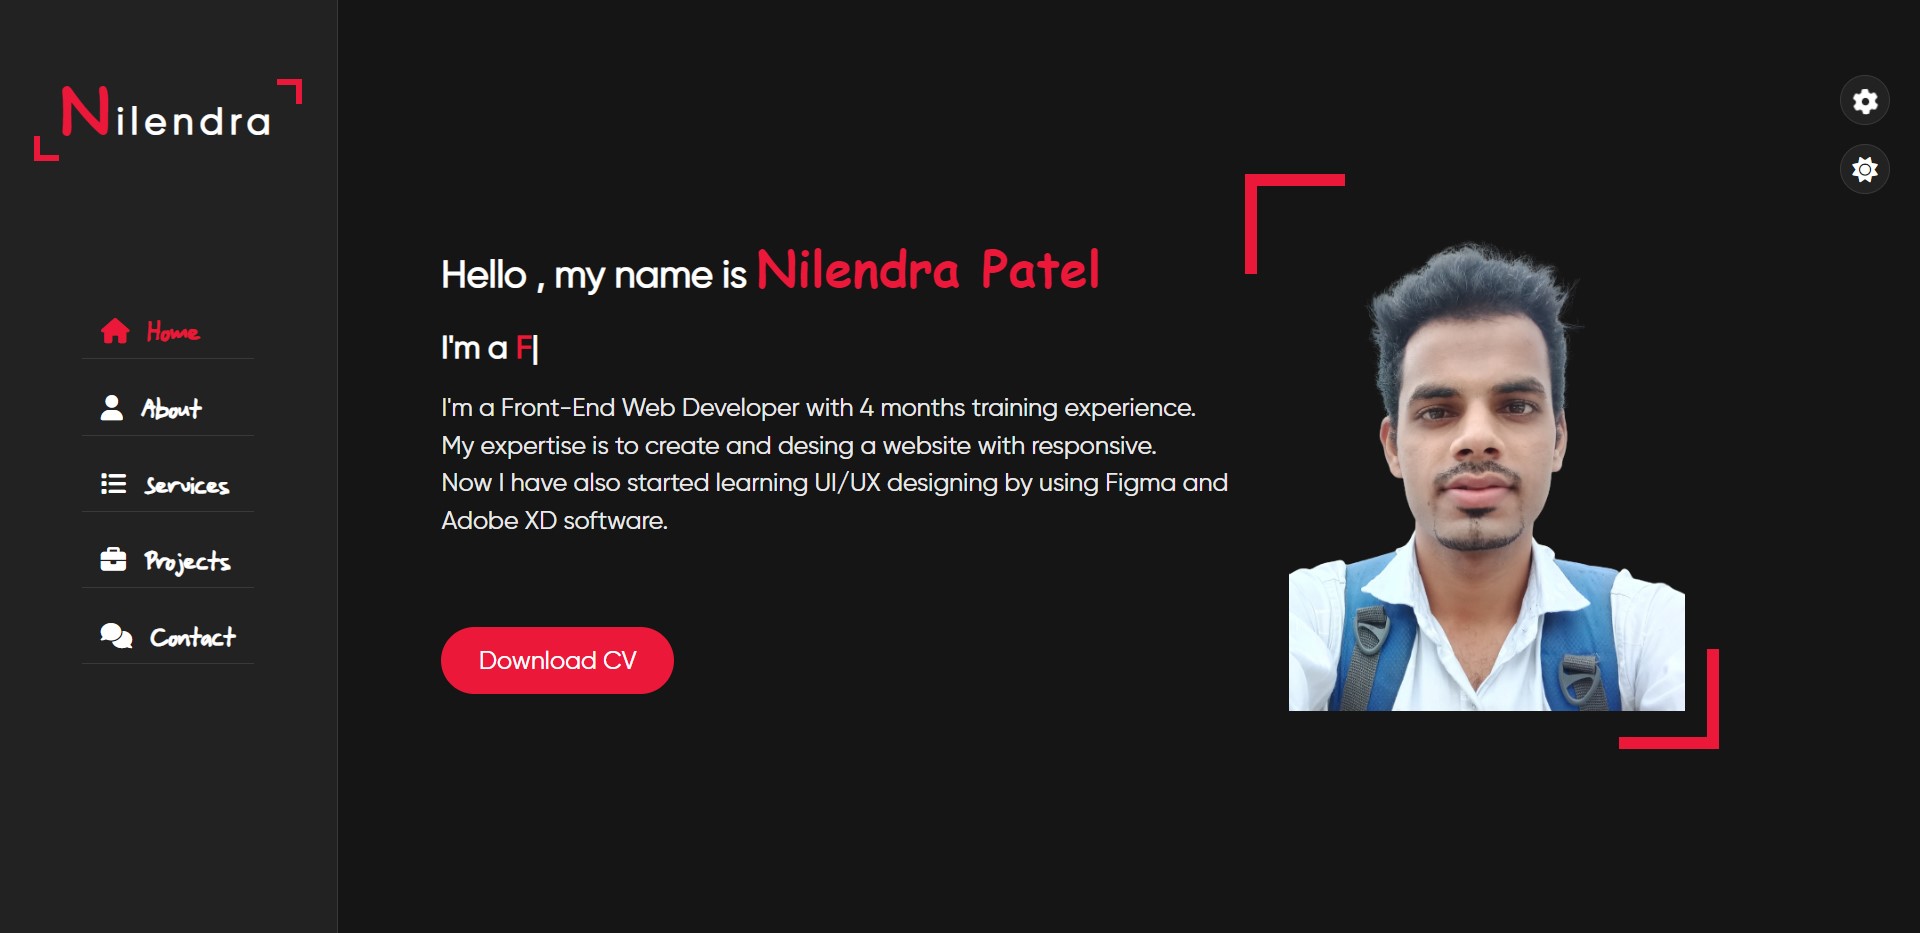 Nilendra
Home
About
Services
Projects
Contact
Hello , my name is Nilendra Patel
I'm a F|
I'm a Front-End Web Developer with 4 months training experience.
My expertise is to create and desing a website with responsive.
Now I have also started learning UI/UX designing by using Figma and
Adobe XD software.
Download CV